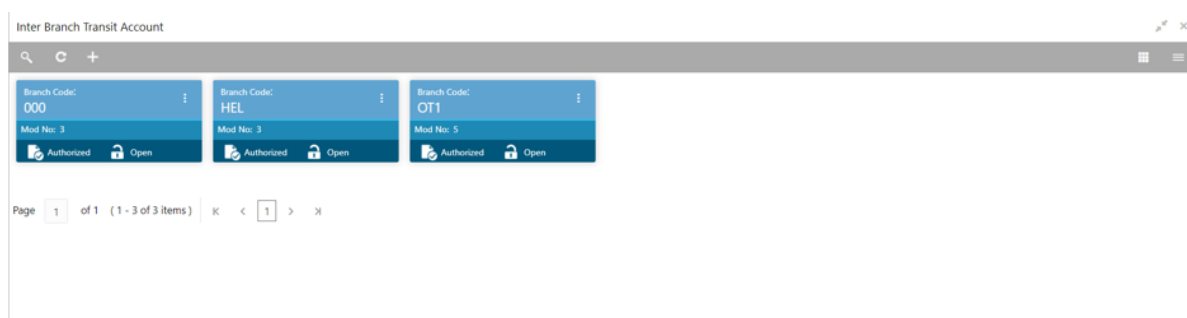 Inter Branch Transit Account
Branch Code:
000
Mod No: 3
Authorized Open
Branch Code:
HEL
Mod No: 3
Authorized Open
Branch Code:
OT1
Mod No: 5
Authorized Open
Page 1 of 1 ( 1 - 3 of 3 items ) 1